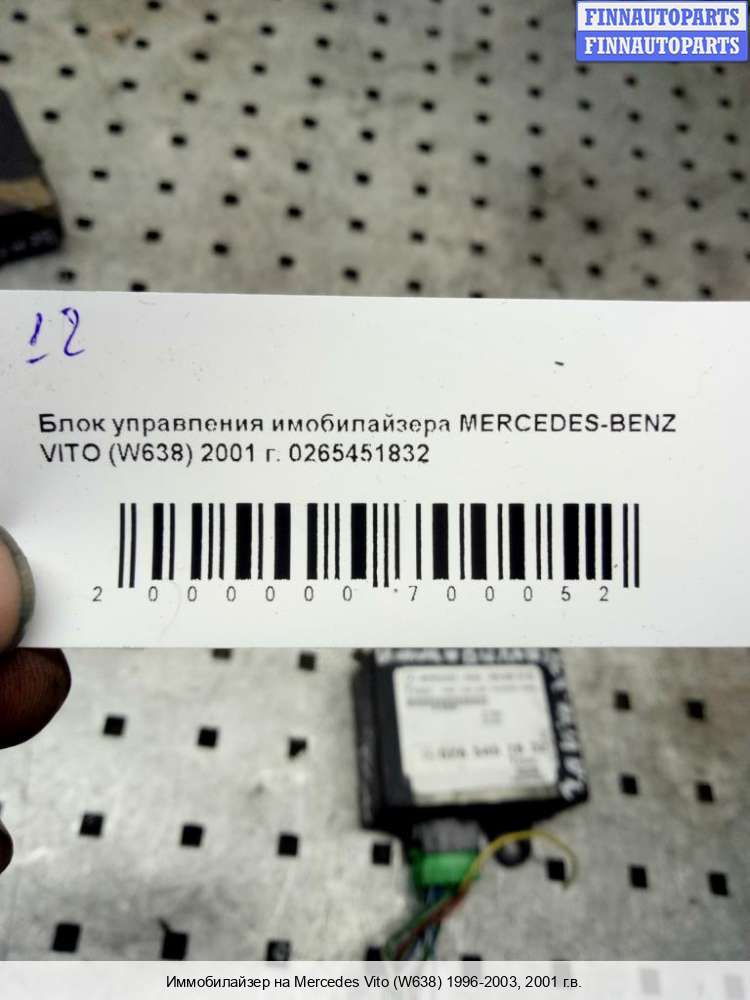 FINNAUTOPARTS
FINNAUTOPARTS
12
Блок управления имобилайзера MERCEDES-BENZ
VITO (W638) 2001 г. 0265451832
2 000000 700052
Иммобилайзер на Mercedes Vito (W638) 1996-2003, 2001 г.в.